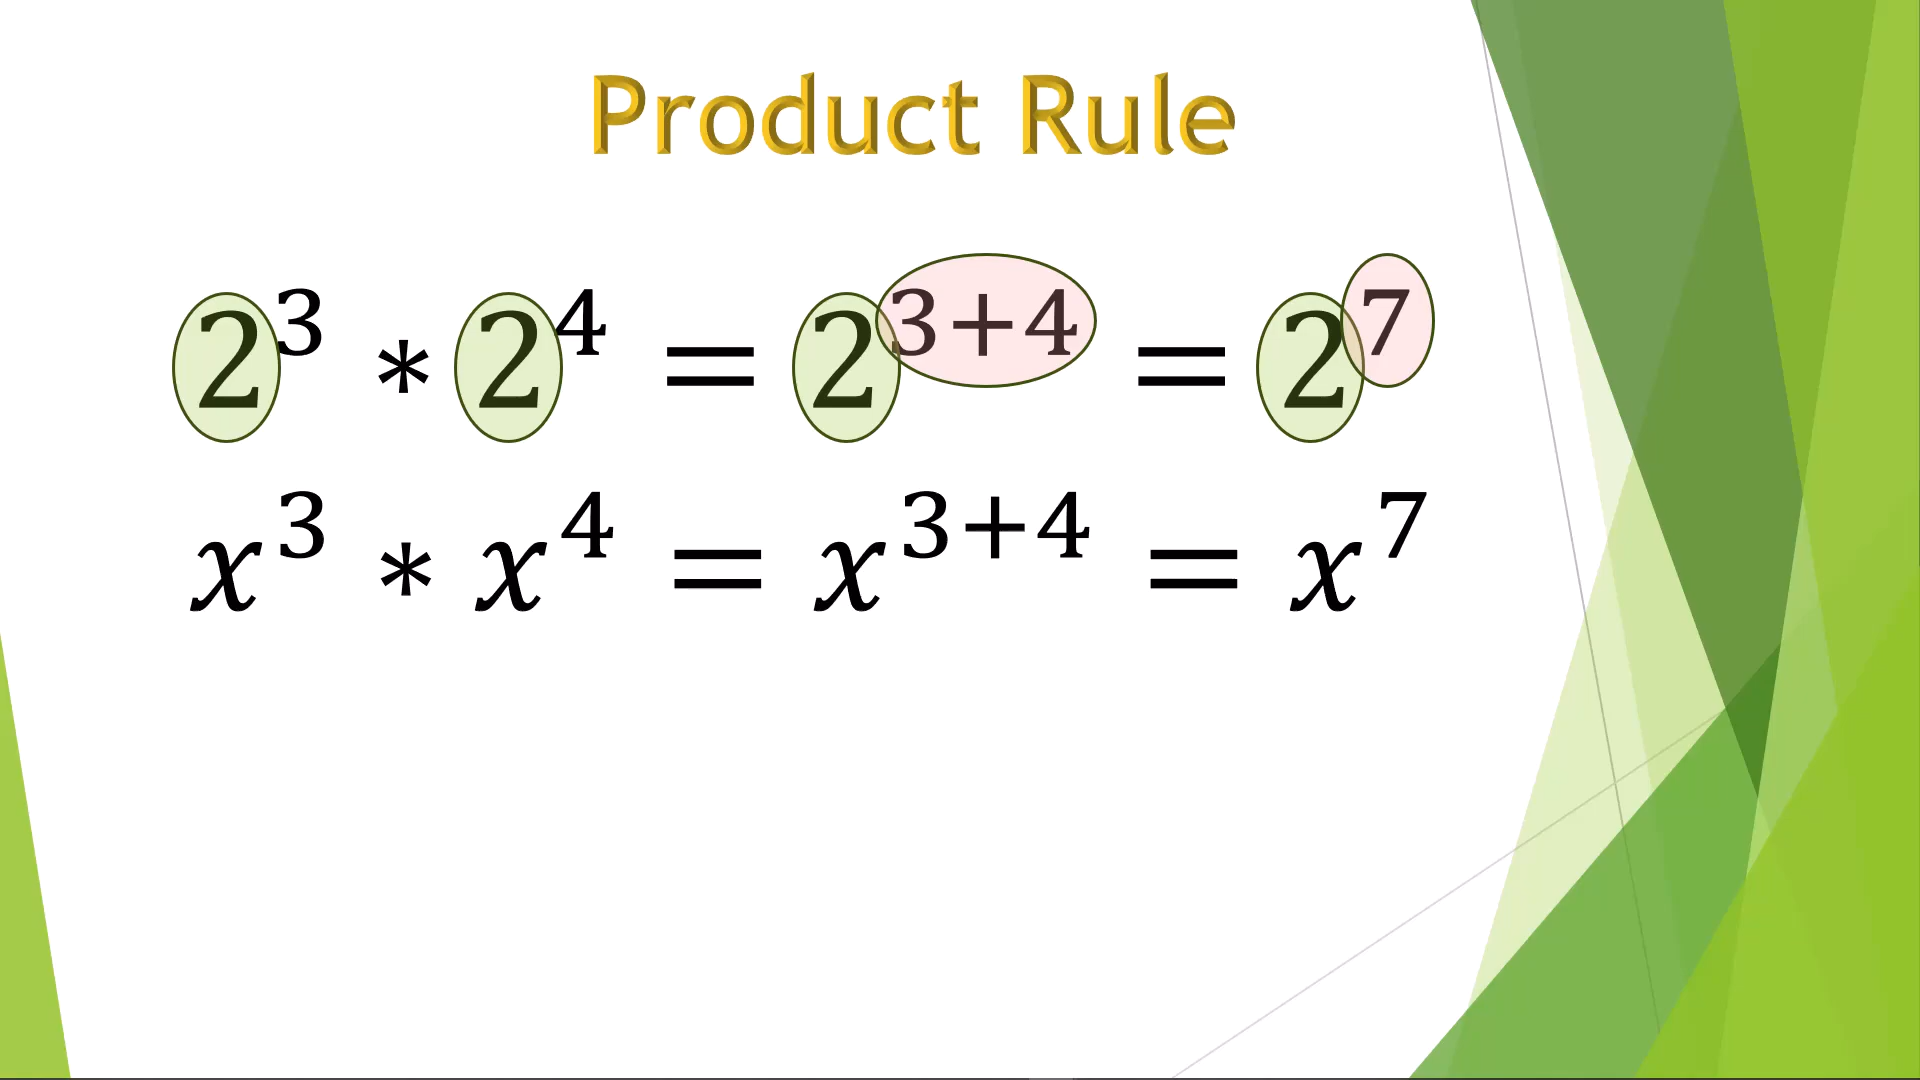 Product Rule
2³ * 2⁴ = 2³⁺⁴ = 2⁷
x³ * x⁴ = x³⁺⁴ = x⁷